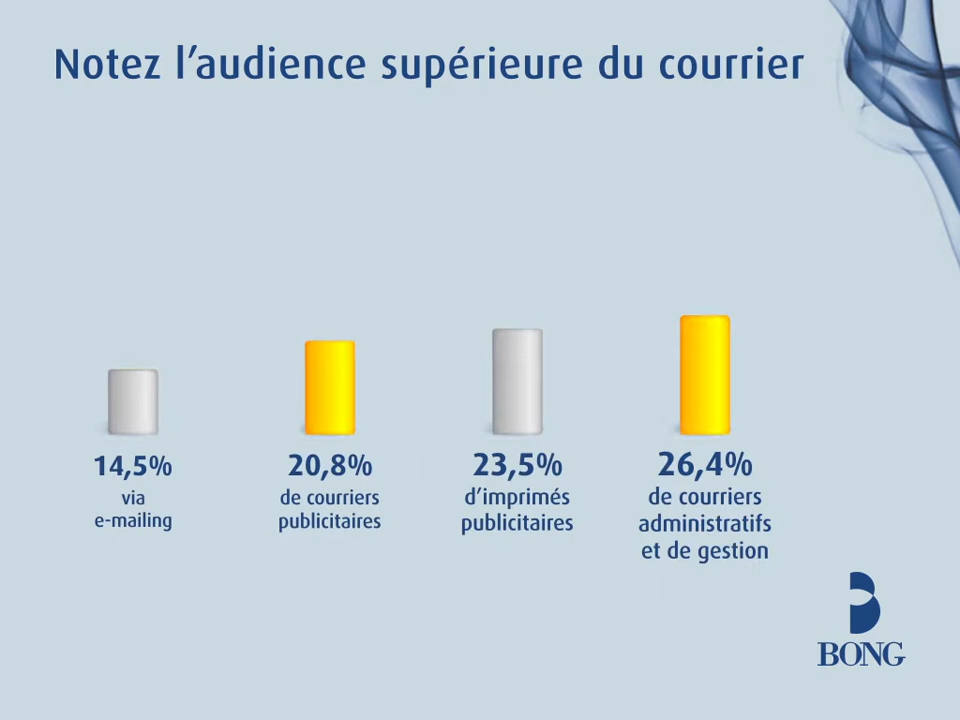 Notez l’audience supérieure du courrier
14,5%
via
e-mailing
20,8%
de courriers
publicitaires
23,5%
d’imprimés
publicitaires
26,4%
de courriers
administratifs
et de gestion
BONG